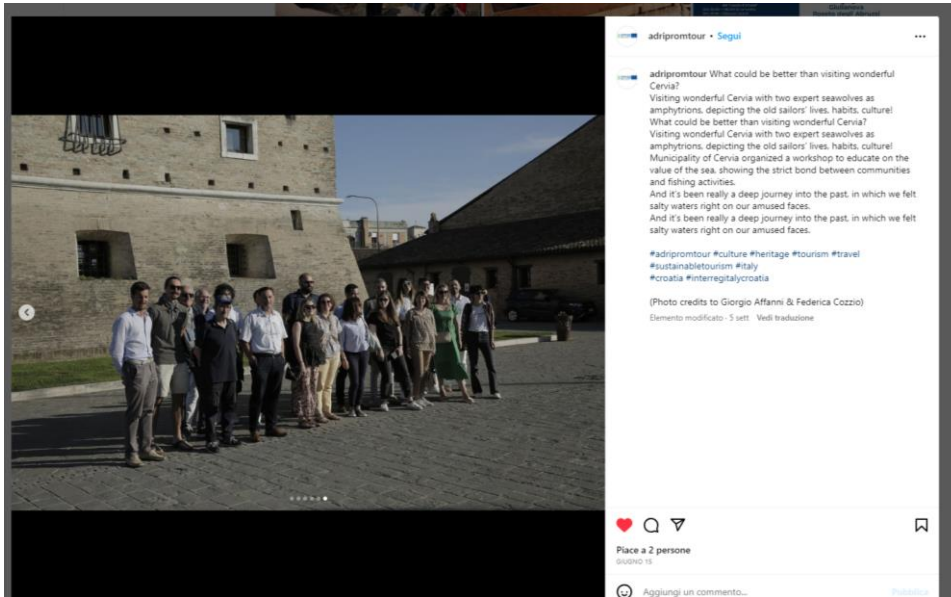 Giulianova
Roseto degli Abruzzi
adripromtour • Segui
adripromtour What could be better than visiting wonderful
Cervia?
Visiting wonderful Cervia with two expert seawolves as
amphytrions, depicting the old sailors' lives, habits, culture!
What could be better than visiting wonderful Cervia?
Visiting wonderful Cervia with two expert seawolves as
amphytrions, depicting the old sailors' lives, habits, culture!
Municipality of Cervia organized a workshop to educate on the
value of the sea, showing the strict bond between communities
and fishing activities.
And it's been really a deep journey into the past, in which we felt
salty waters right on our amused faces.
And it's been really a deep journey into the past, in which we felt
salty waters right on our amused faces.
#adripromtour #culture #heritage #tourism #travel
#sustainabletourism #italy
#croatia #interregitalycroatia
(Photo credits to Giorgio Affanni & Federica Cozzio)
Elemento modificato · 5 sett Vedi traduzione
Piace a 2 persone
GIUGNO 15
Aggiungi un commento...
Pubblica